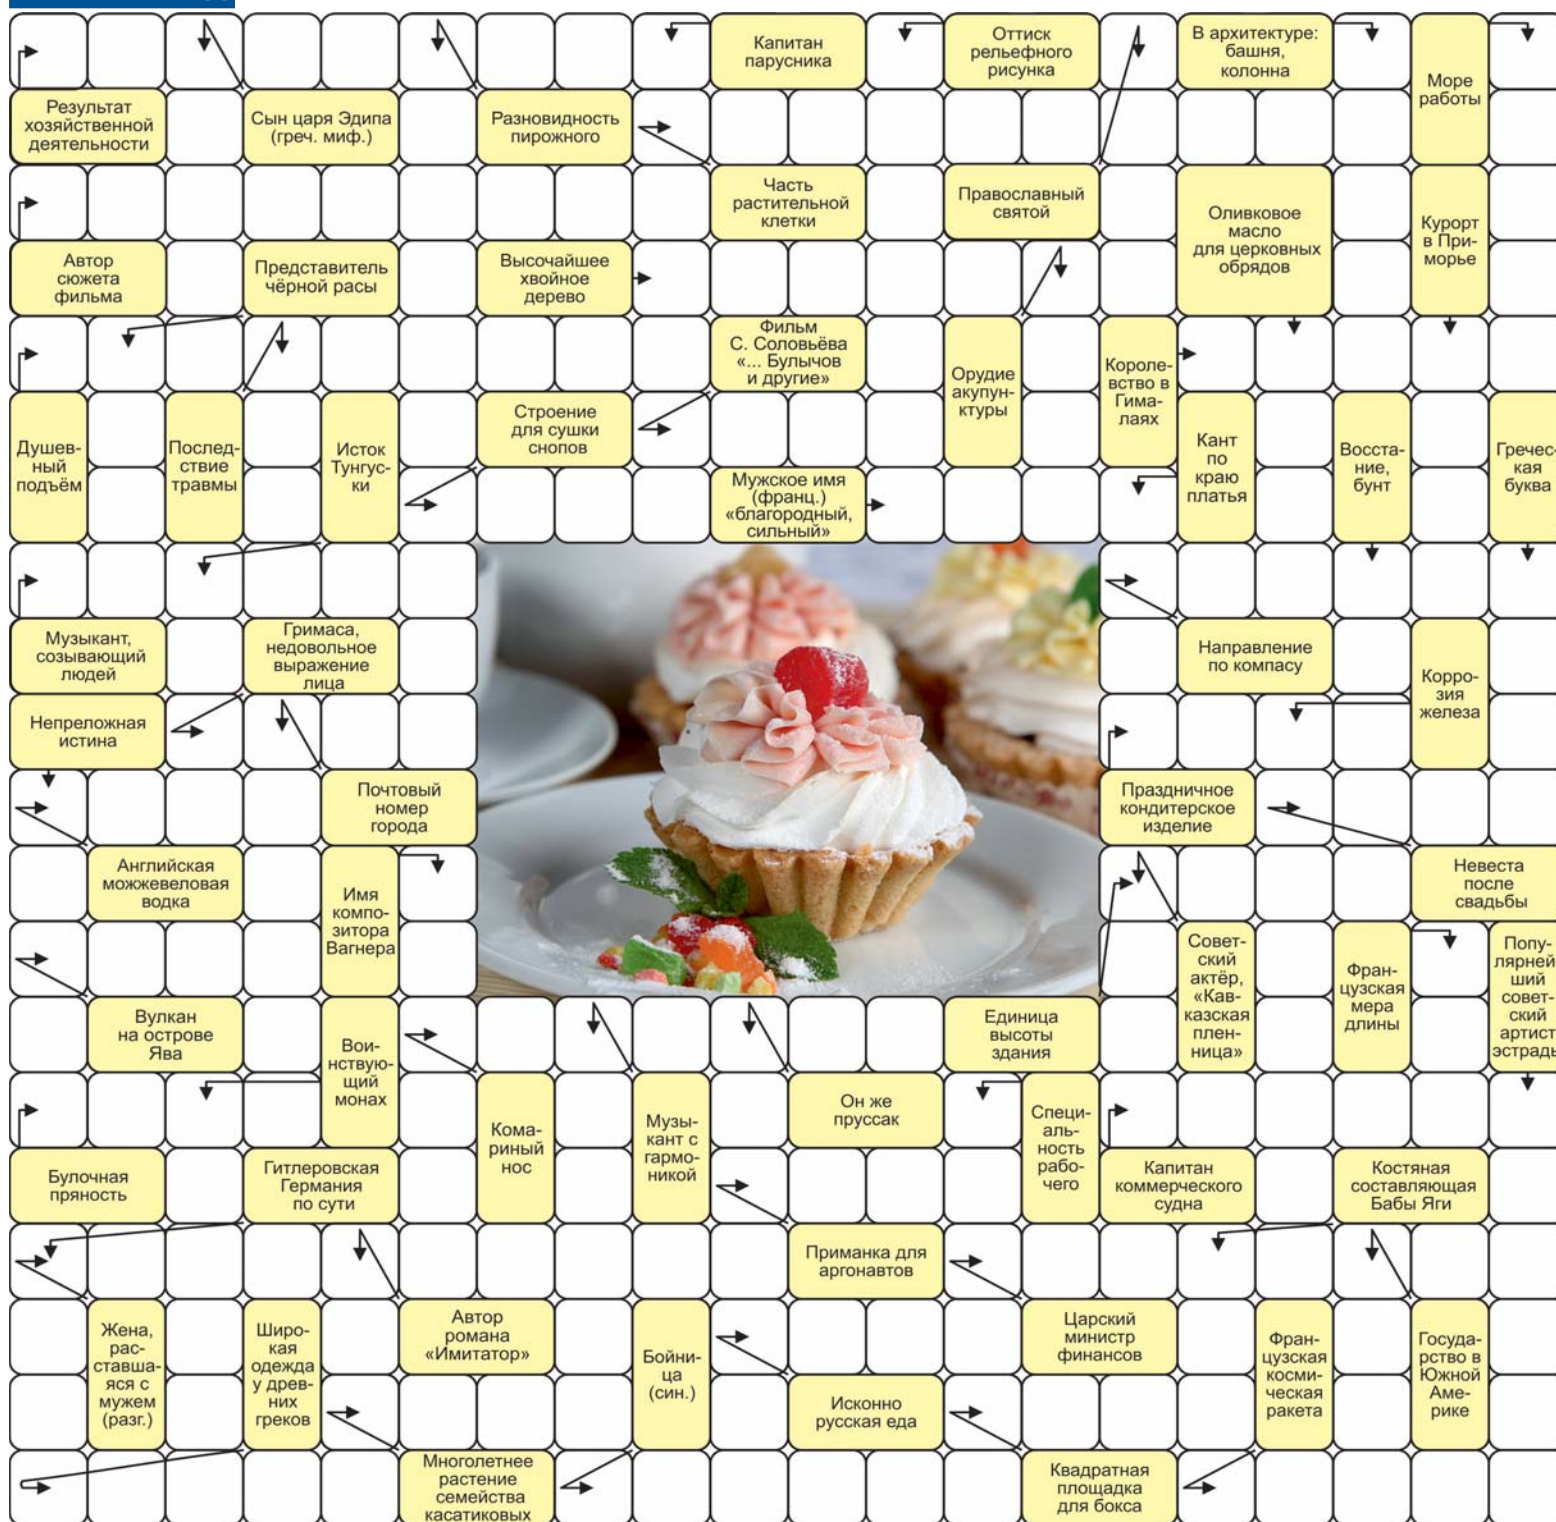 Капитан
парусника
Оттиск
рельефного
рисунка
В архитектуре:
башня,
колонна
Море
работы
Результат
хозяйственной
деятельности
Сын царя Эдипа
(греч. миф.)
Разновидность
пирожного
Часть
растительной
клетки
Православный
святой
Оливковое
масло
для церковных
обрядов
Курорт
в При-
морье
Автор
сюжета
фильма
Представитель
чёрной расы
Высочайшее
хвойное
дерево
Фильм
С. Соловьёва
«... Булычов
и другие»
Орудие
акупун-
ктуры
Короле-
вство в
Гима-
лаях
Душев-
ный
подъём
Послед-
ствие
травмы
Исток
Тунгус-
ки
Строение
для сушки
снопов
Кант
по
краю
платья
Восста-
ние,
бунт
Гречес-
кая
буква
Мужское имя
(франц.)
«благородный,
сильный»
Музыкант,
созывающий
людей
Гримаса,
недовольное
выражение
лица
Направление
по компасу
Корро-
зия
железа
Непреложная
истина
Почтовый
номер
города
Праздничное
кондитерское
изделие
Английская
можжевеловая
водка
Имя
компо-
зитора
Вагнера
Невеста
после
свадьбы
Совет-
ский
актёр,
«Кав-
казская
плен-
ница»
Фран-
цузская
мера
длины
Попу-
лярней
ший
совет-
ский
артист
эстрады
Вулкан
на острове
Ява
Вои-
нствую-
щий
монах
Единица
высоты
здания
Кома-
риный
нос
Музы-
кант с
гармо-
никой
Он же
пруссак
Специ-
аль-
ность
рабо-
чего
Булочная
пряность
Гитлеровская
Германия
по сути
Капитан
коммерческого
судна
Костяная
составляющая
Бабы Яги
Приманка для
аргонавтов
Жена,
рас-
ставша-
яся с
мужем
(разг.)
Широ-
кая
одежда
у древ-
них
греков
Автор
романа
«Имитатор»
Бойни-
ца
(син.)
Царский
министр
финансов
Фран-
цузская
косми-
ческая
ракета
Госуда-
рство в
Южной
Аме-
рике
Исконно
русская еда
Многолетнее
растение
семейства
касатиковых
Квадратная
площадка
для бокса